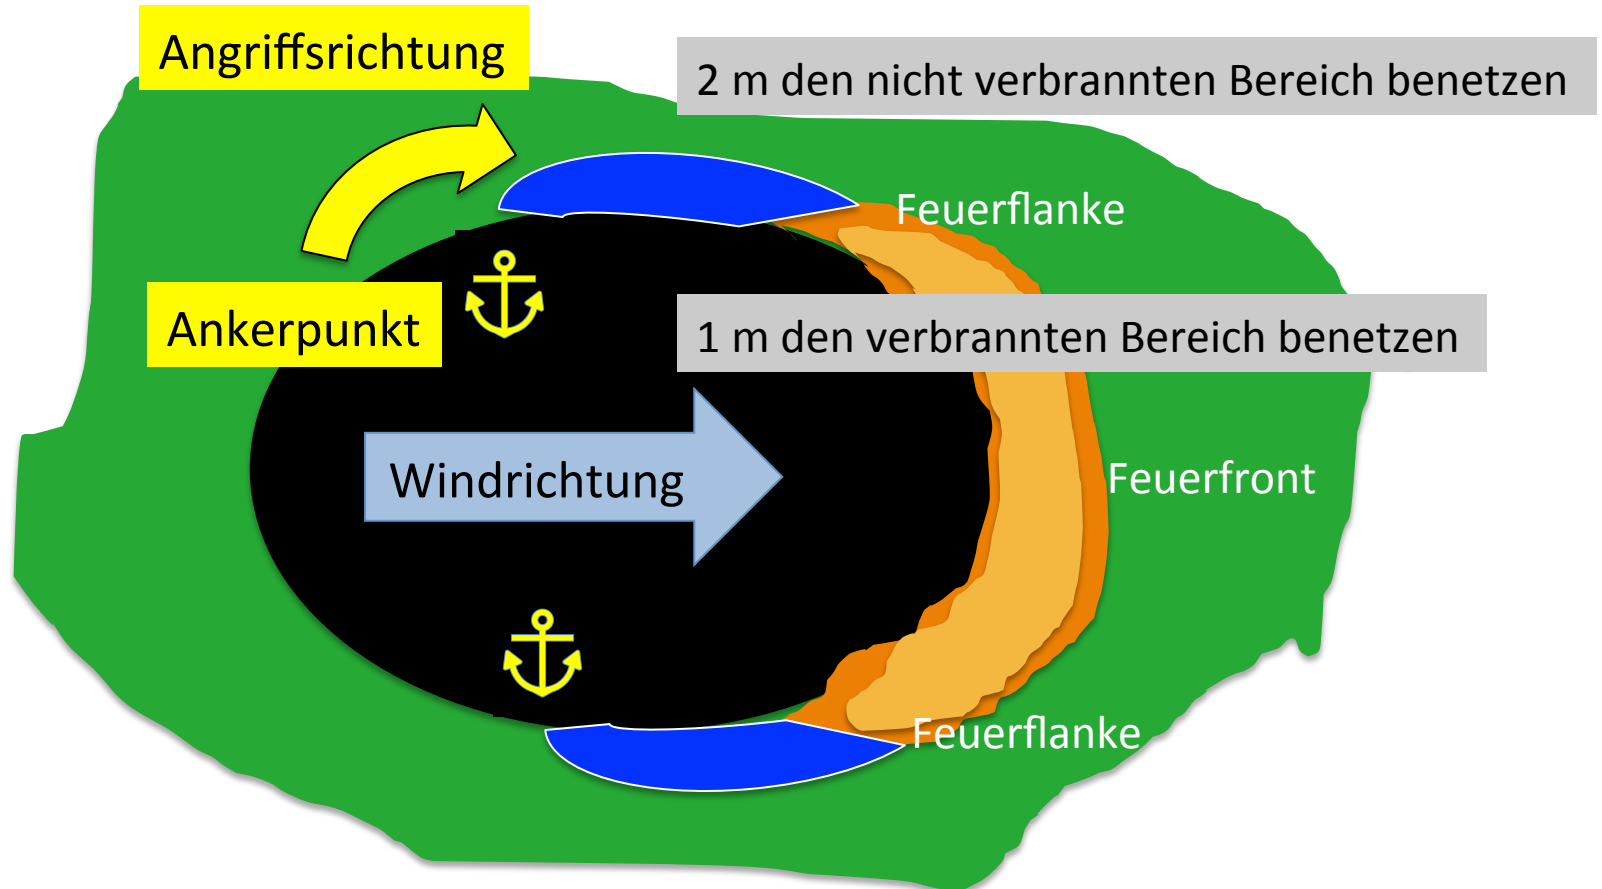 Angriffsrichtung
2 m den nicht verbrannten Bereich benetzen
Feuerflanke
Ankerpunkt
1 m den verbrannten Bereich benetzen
Windrichtung
Feuerfront
Feuerflanke